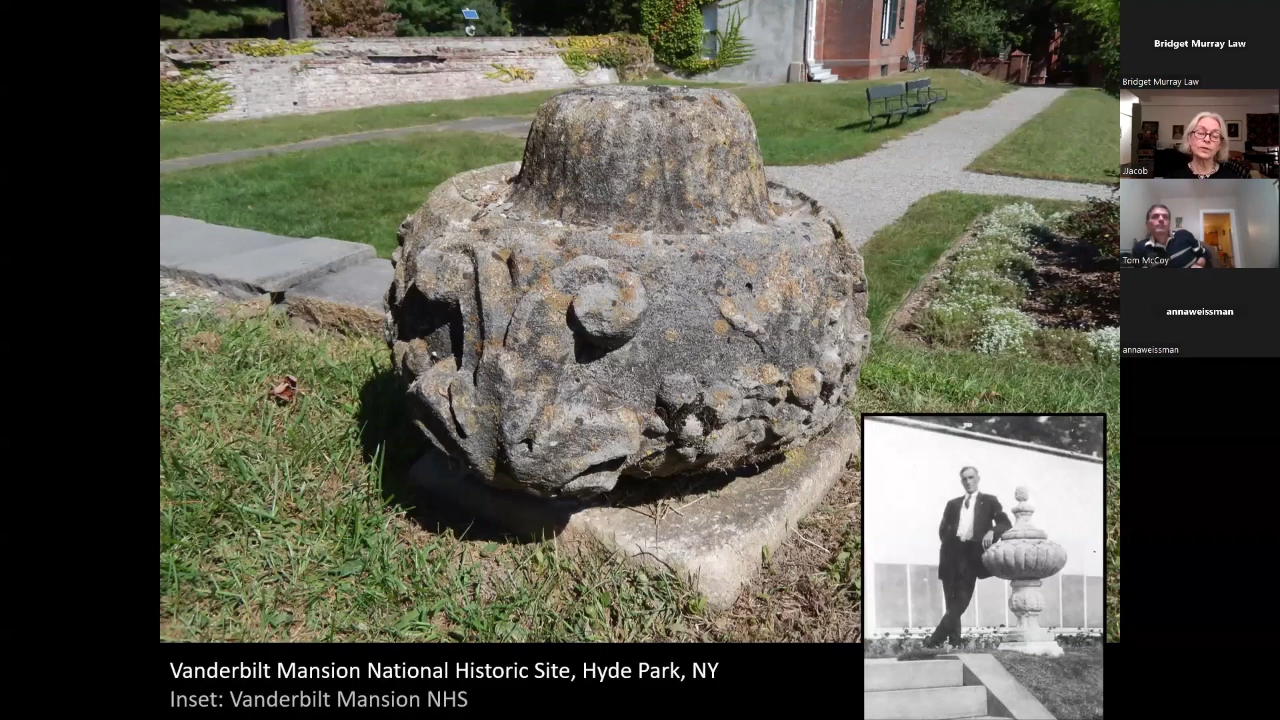 Bridget Murray Law
Bridget Murray Law
JJacob
Tom McCoy
annaweissman
annaweissman
Vanderbilt Mansion National Historic Site, Hyde Park, NY
Inset: Vanderbilt Mansion NHS